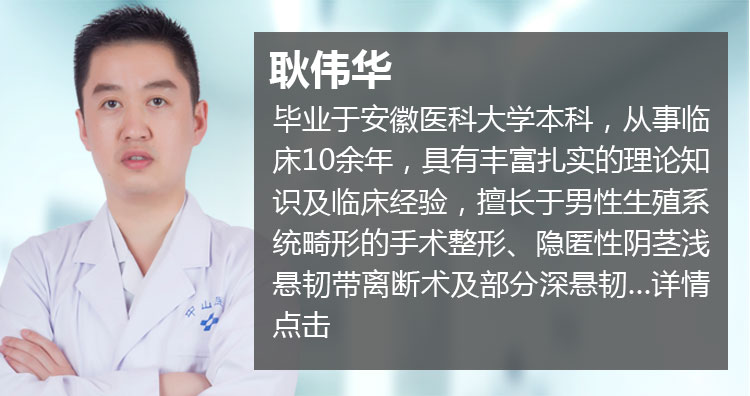 耿伟华
毕业于安徽医科大学本科，从事临
床10余年，具有丰富扎实的理论知
识及临床经验，擅长于男性生殖系
统畸形的手术整形、隐匿性阴茎浅
悬韧带离断术及部分深悬韧...详情
点击
中山